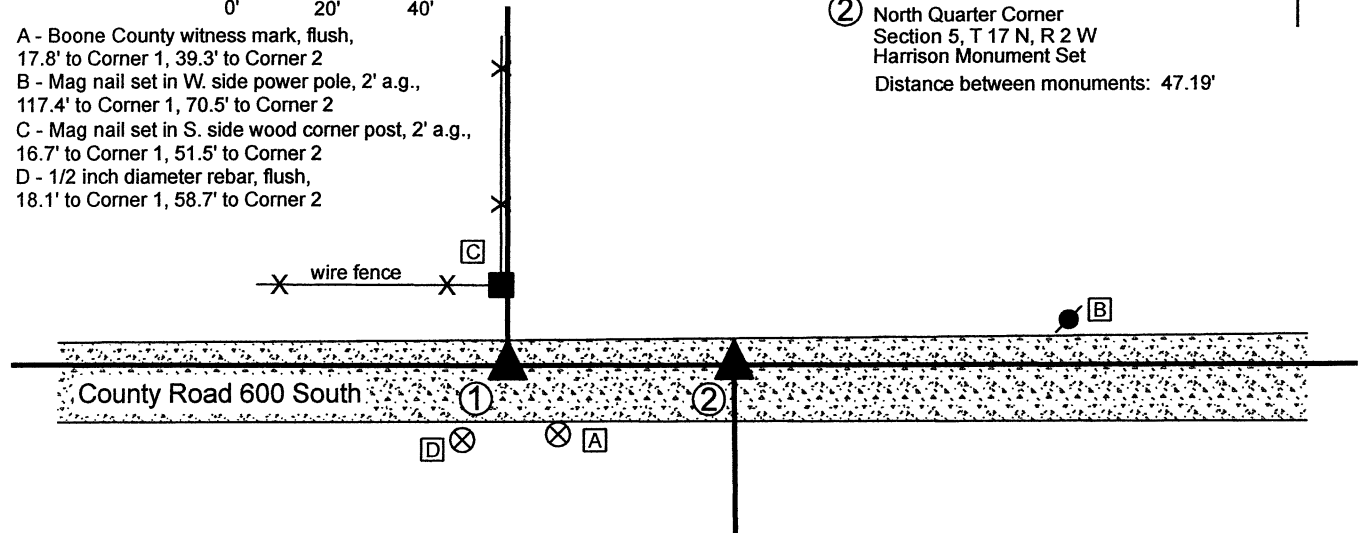 0' 20' 40'
A - Boone County witness mark, flush,
17.8' to Corner 1, 39.3' to Corner 2
B - Mag nail set in W. side power pole, 2' a.g.,
117.4' to Corner 1, 70.5' to Corner 2
C - Mag nail set in S. side wood corner post, 2' a.g.,
16.7' to Corner 1, 51.5' to Corner 2
D - 1/2 inch diameter rebar, flush,
18.1' to Corner 1, 58.7' to Corner 2
2 North Quarter Corner
Section 5, T 17 N, R 2 W
Harrison Monument Set
Distance between monuments: 47.19'
C
wire fence
B
County Road 600 South
1
2
D
A